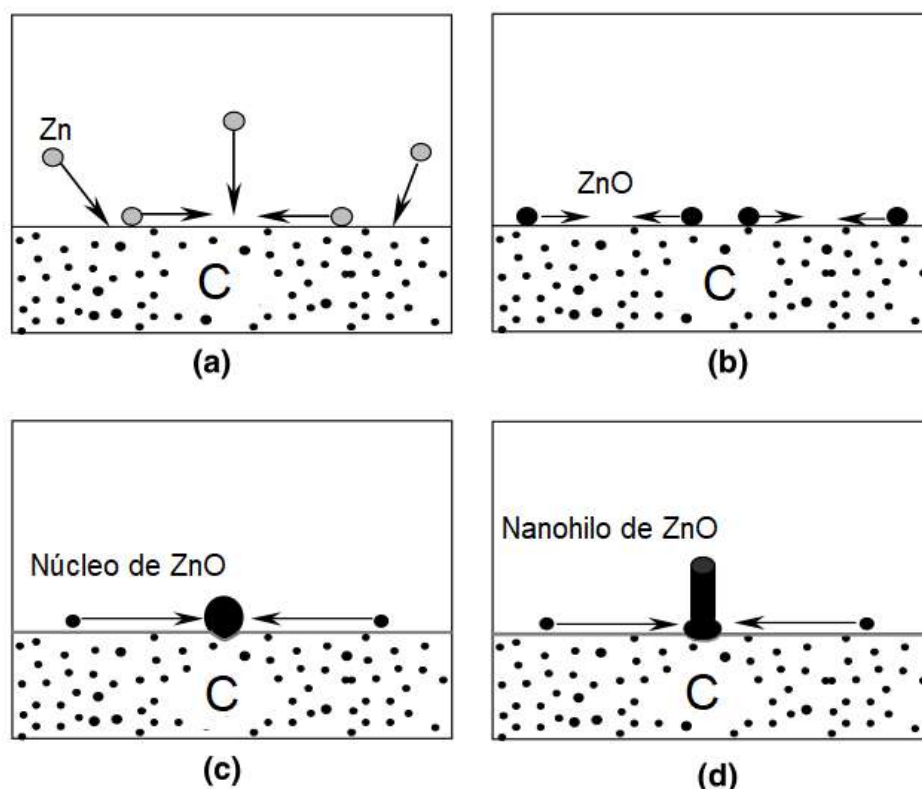 Zn
C
(a)
ZnO
C
(b)
Núcleo de ZnO
C
(c)
Nanohilo de ZnO
C
(d)